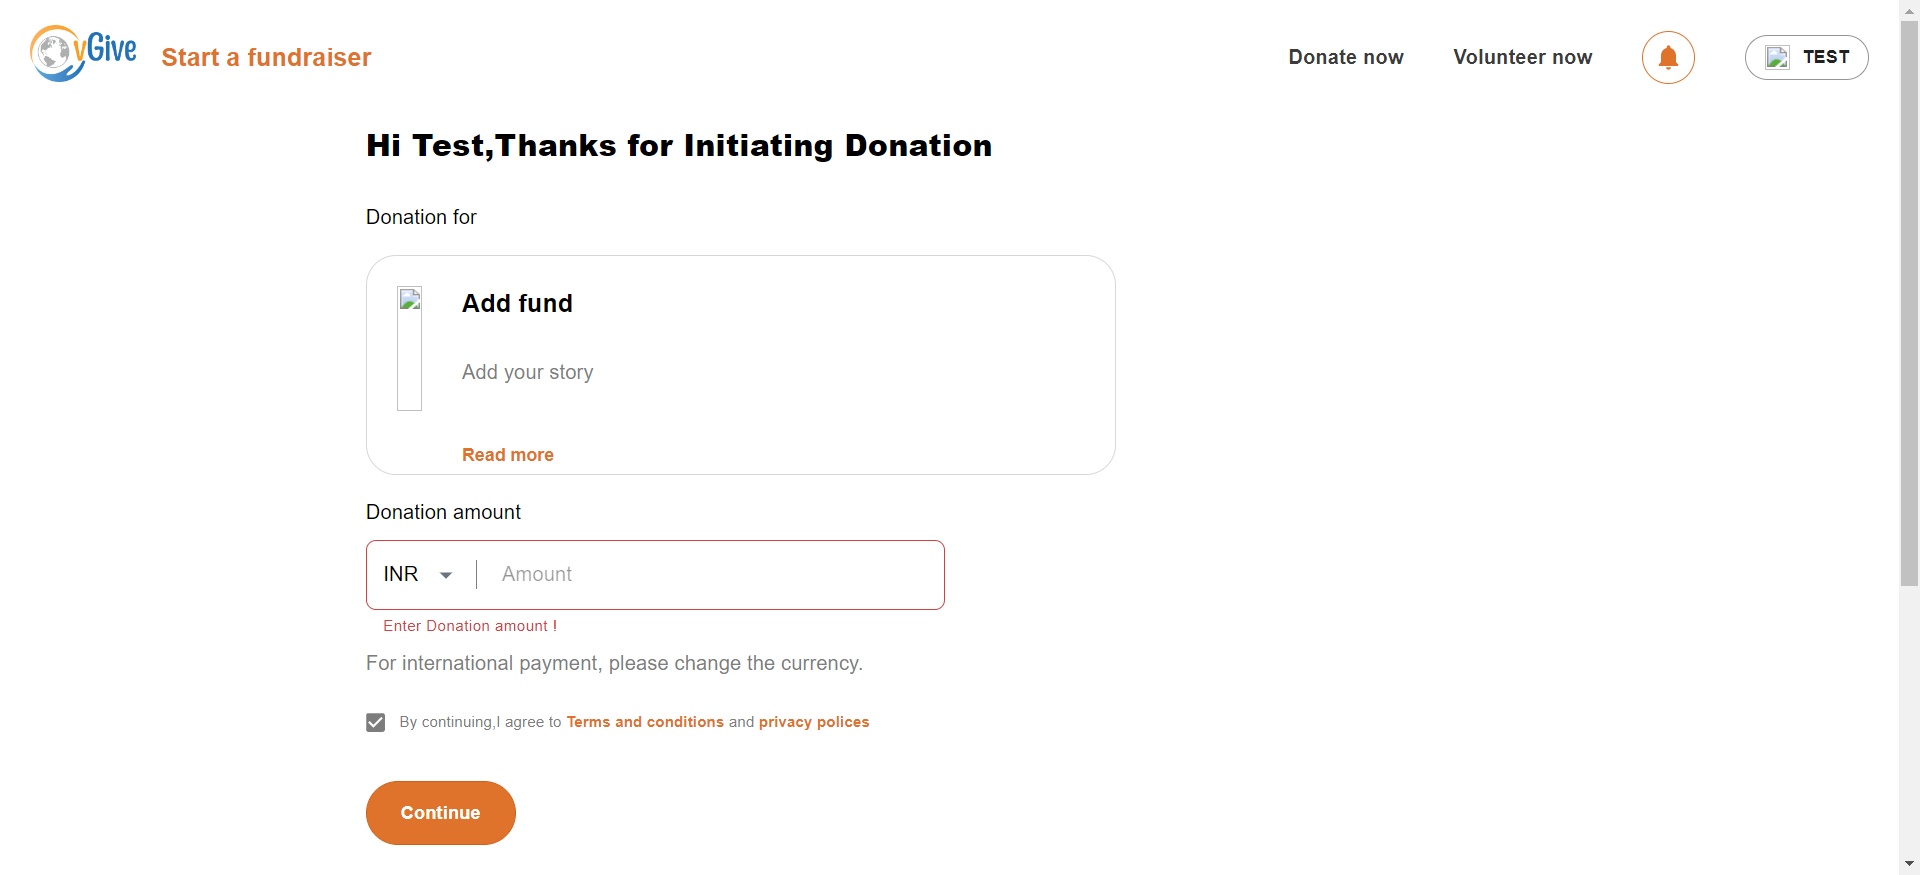 vGive
Start a fundraiser
Donate now
Volunteer now
TEST
Hi Test,Thanks for Initiating Donation
Donation for
Add fund
Add your story
Read more
Donation amount
INR
Amount
Enter Donation amount !
For international payment, please change the currency.
By continuing,I agree to Terms and conditions and privacy polices
Continue